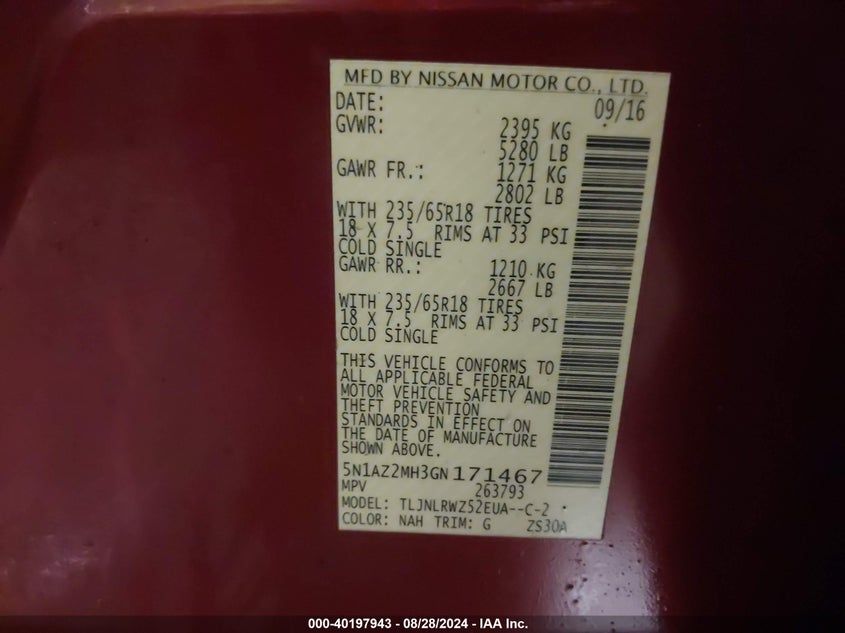 MFD BY NISSAN MOTOR CO., LTD.
DATE: 09/16
GVWR: 2395 KG
5280 LB
GAWR FR.: 1271 KG
2802 LB
WITH 235/65R18 TIRES
18 X 7.5 RIMS AT 33 PSI
COLD SINGLE
GAWR RR.: 1210 KG
2667 LB
WITH 235/65R18 TIRES
18 X 7.5 RIMS AT 33 PSI
COLD SINGLE
THIS VEHICLE CONFORMS TO
ALL APPLICABLE FEDERAL
MOTOR VEHICLE SAFETY AND
THEFT PREVENTION
STANDARDS IN EFFECT ON
THE DATE OF MANUFACTURE
SHOWN ABOVE.
5N1AZ2MH3GN171467
MPV 263793
MODEL: TLJNLRWZ52EUA--C-2
COLOR: NAH TRIM: G ZS30A
000-40197943 - 08/28/2024 - IAA Inc.